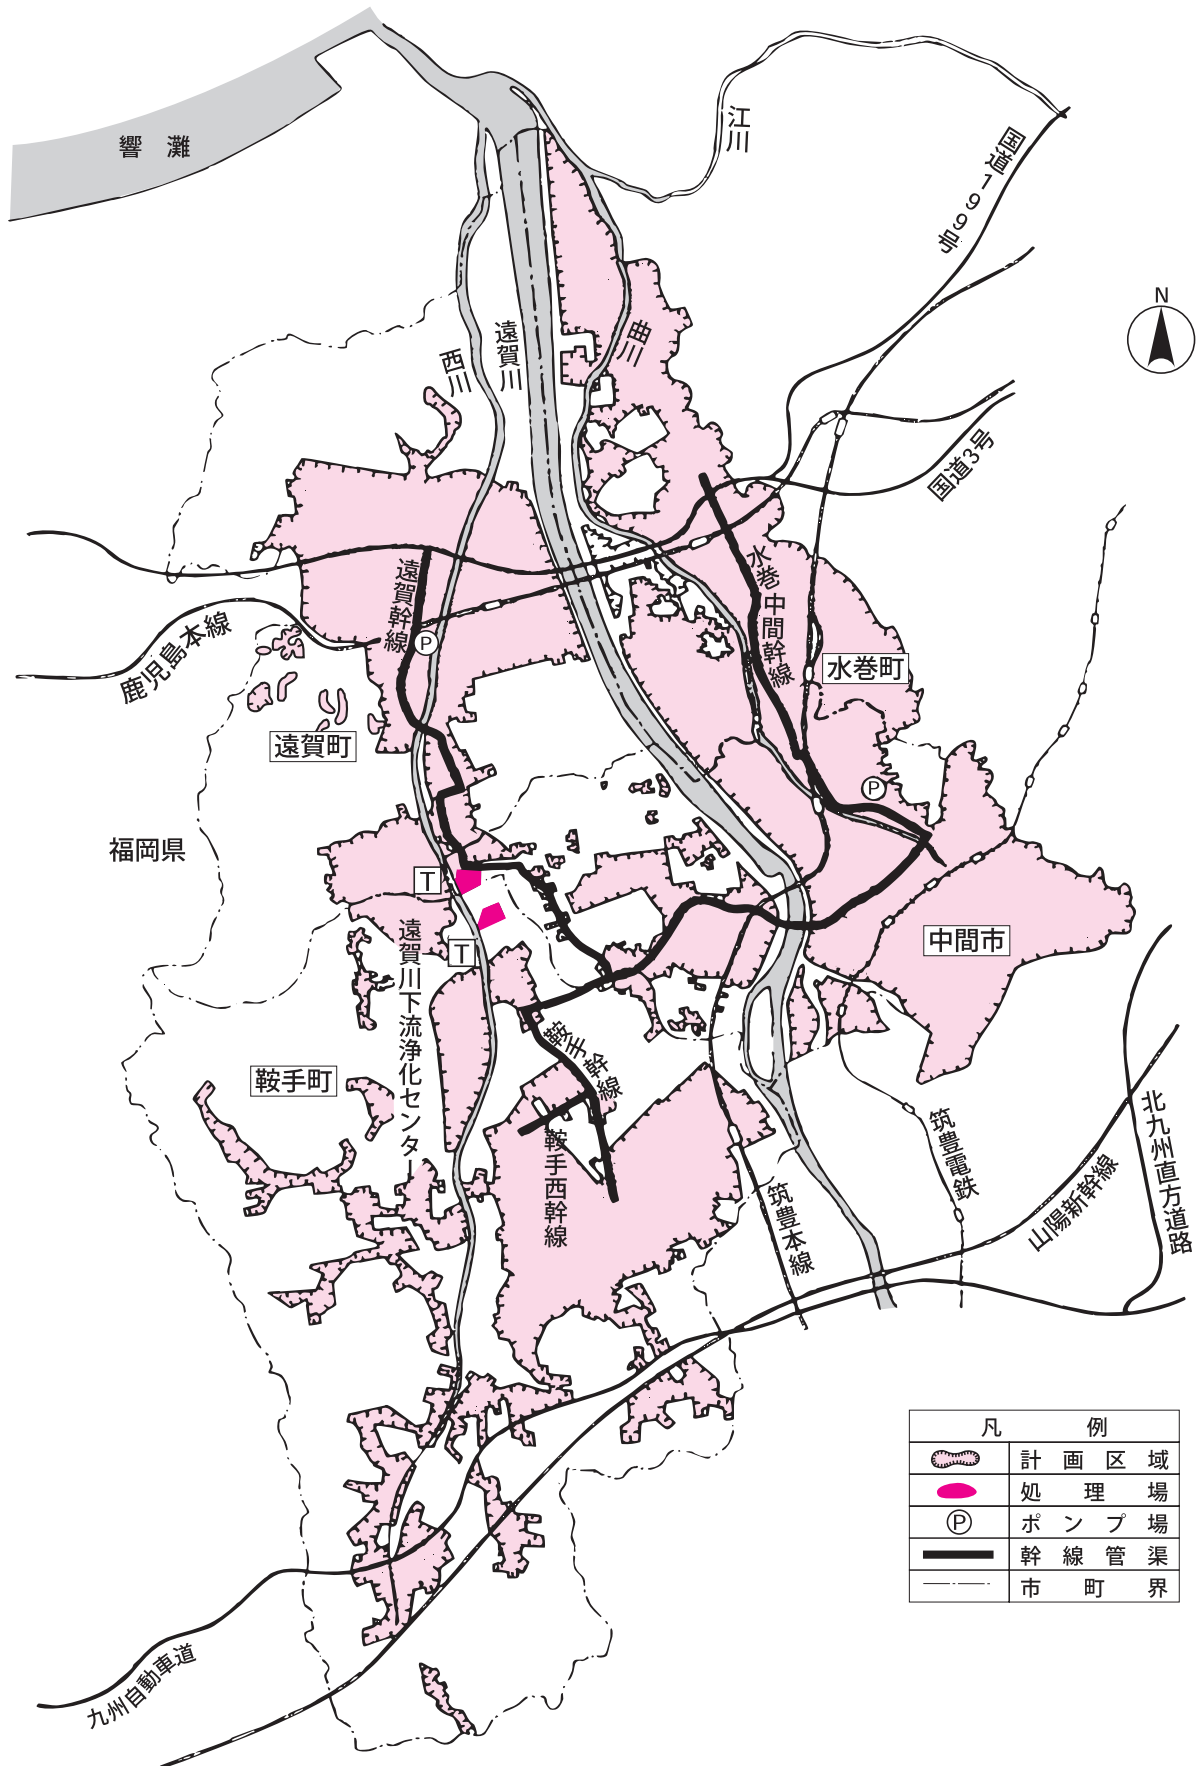 響灘
江川
国道199号
N
遠賀川
西川
曲川
国道3号
水巻中間幹線
遠賀幹線
P
鹿児島本線
水巻町
遠賀町
P
福岡県
T
T
中間市
遠賀川下流浄化センター
鞍手幹線
鞍手町
鞍手西幹線
筑豊電鉄
北九州直方道路
山陽新幹線
筑豊本線
九州自動車道
凡例
計画区域
処理場
P ポンプ場
幹線管渠
市町界